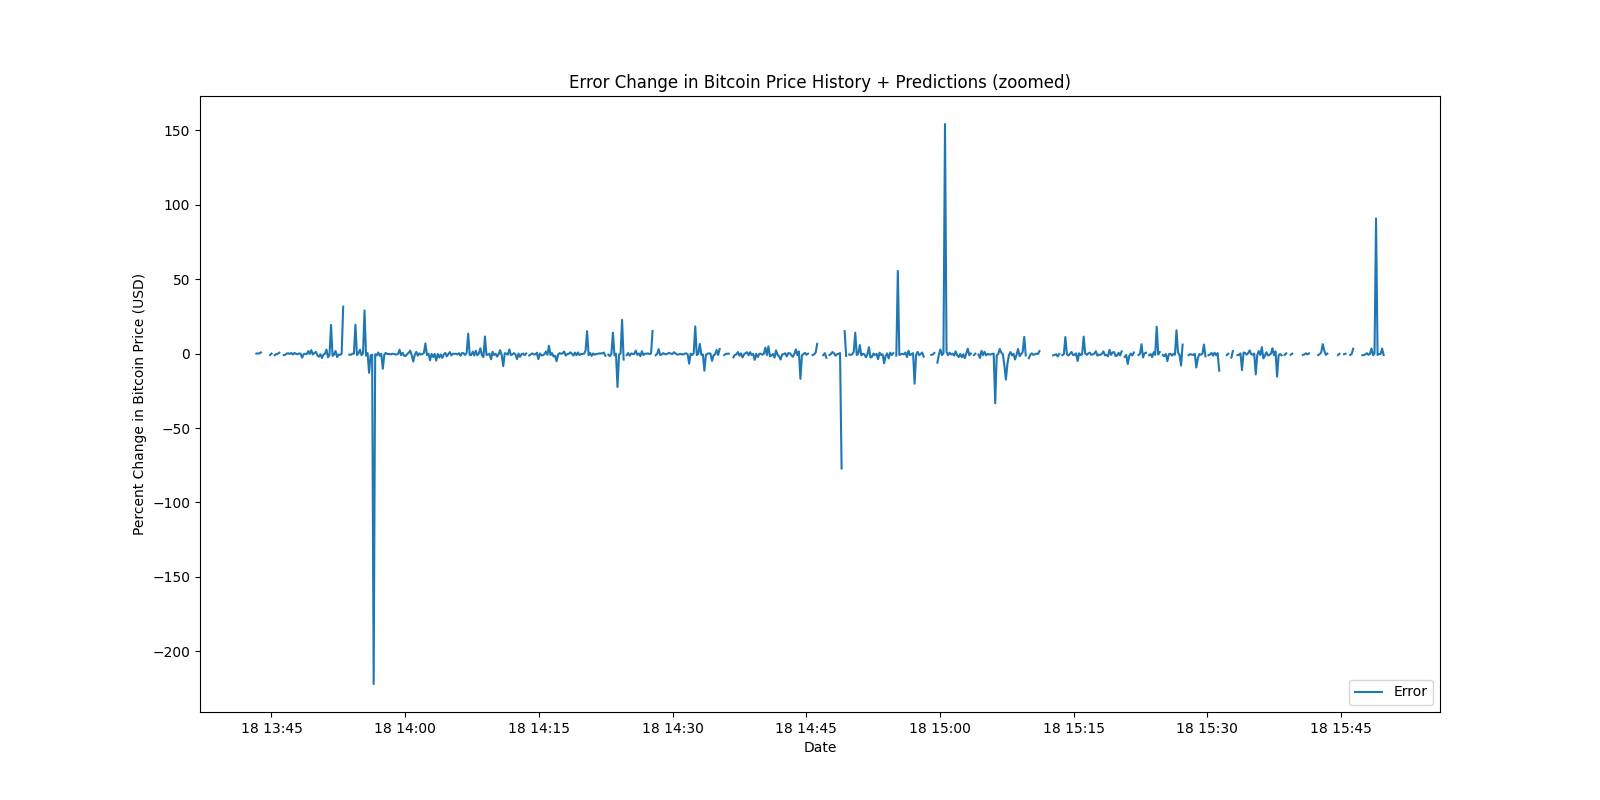 Error Change in Bitcoin Price History + Predictions (zoomed)
150
100
50
0
−50
−100
−150
−200
Percent Change in Bitcoin Price (USD)
18 13:45 18 14:00 18 14:15 18 14:30 18 14:45 18 15:00 18 15:15 18 15:30 18 15:45
Date
Error